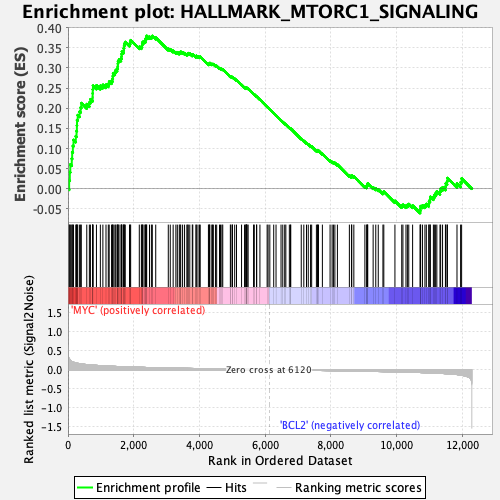 Enrichment plot: HALLMARK_MTORC1_SIGNALING
Enrichment score (ES)
0.40
0.35
0.30
0.25
0.20
0.15
0.10
0.05
0.00
-0.05
'MYC' (positively correlated)
Ranked list metric (Signal2Noise)
1.5
1.0
0.5
0.0
-0.5
-1.0
-1.5
Zero cross at 6120
'BCL2' (negatively correlated)
0
2,000
4,000
6,000
8,000
10,000
12,000
Rank in Ordered Dataset
Enrichment profile
Hits
Ranking metric scores